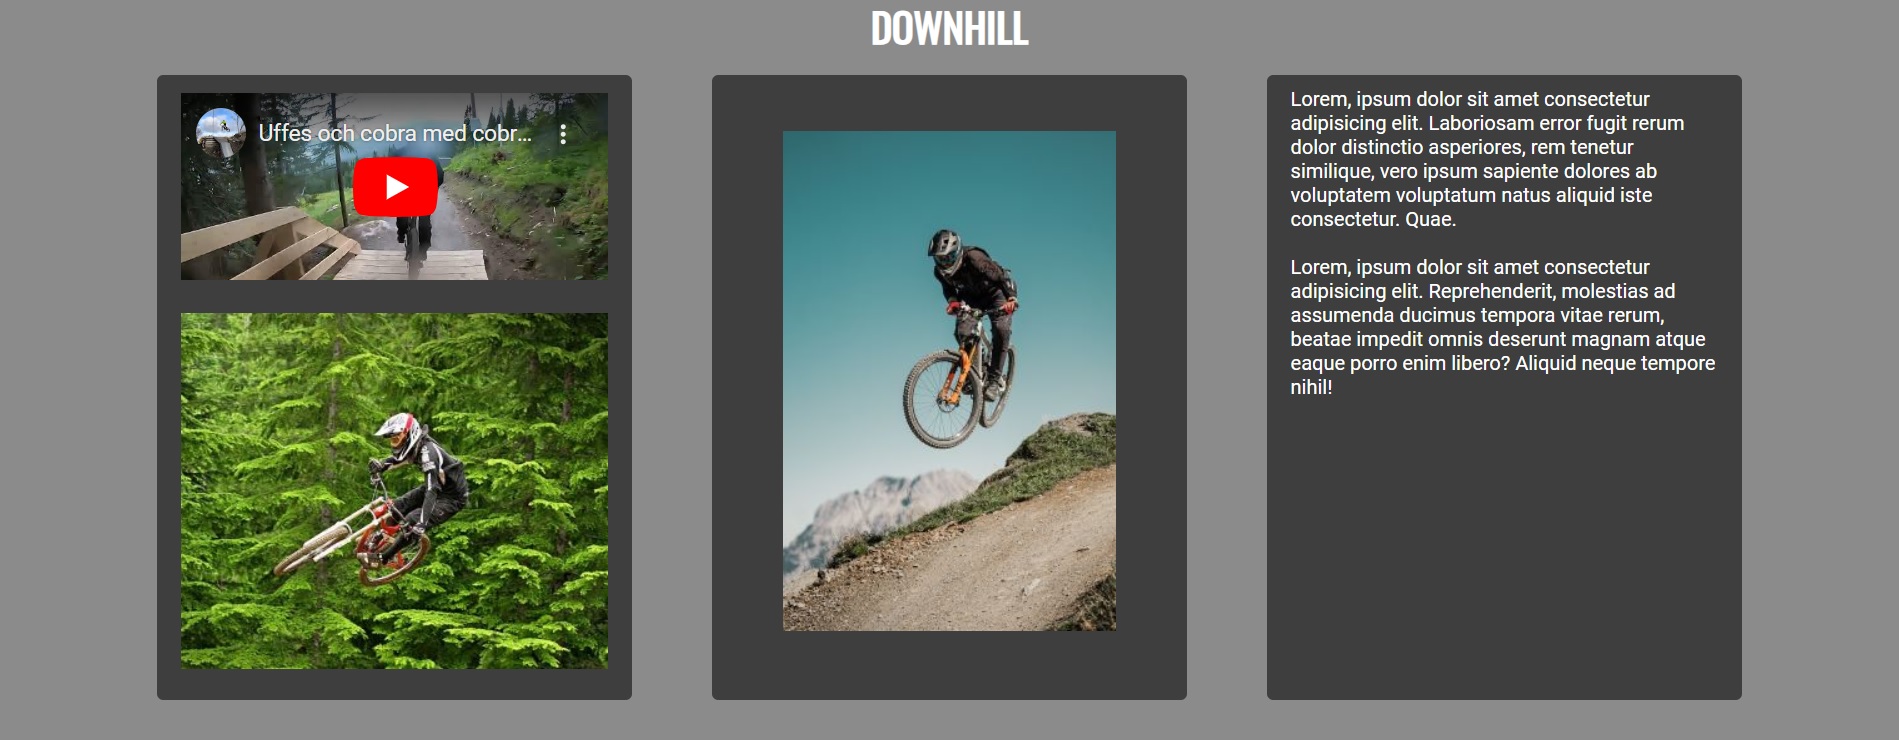 DOWNHILL
Uffes och cobra med cobr...
Lorem, ipsum dolor sit amet consectetur
adipisicing elit. Laboriosam error fugit rerum
dolor distinctio asperiores, rem tenetur
similique, vero ipsum sapiente dolores ab
voluptatem voluptatum natus aliquid iste
consectetur. Quae.
Lorem, ipsum dolor sit amet consectetur
adipisicing elit. Reprehenderit, molestias ad
assumenda ducimus tempora vitae rerum,
beatae impedit omnis deserunt magnam atque
eaque porro enim libero? Aliquid neque tempore
nihil!